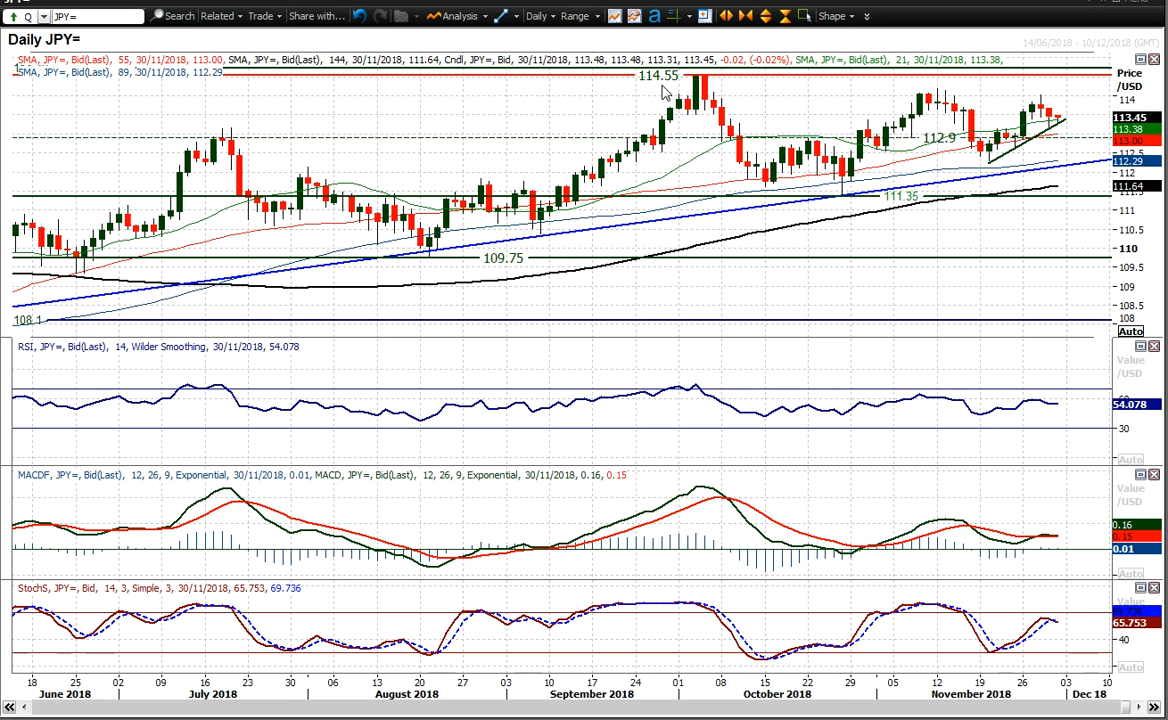 Q JPY= Search Related Trade Share with... Analysis a Daily Range Shape
Daily JPY=
14/06/2018 - 10/12/2018 (GMT)
SMA, JPY=, Bid(Last), 55, 30/11/2018, 113.00, SMA, JPY=, Bid(Last), 144, 30/11/2018, 111.64, Cndl, JPY=, Bid, 30/11/2018, 113.48, 113.48, 113.31, 113.45, -0.02, (-0.02%), SMA, JPY=, Bid(Last), 21, 30/11/2018, 113.38,
SMA, JPY=, Bid(Last), 89, 30/11/2018, 112.29
Price
/USD
114.55
114
113.45
113.38
113.00
112.9
112.5
112.29
112
111.64
111.5
111.35
111
110.5
110
109.75
109.5
109
108.5
108.1
108
Auto
RSI, JPY=, Bid(Last), 14, Wilder Smoothing, 30/11/2018, 54.078
Value
/USD
54.078
30
Auto
MACDF, JPY=, Bid(Last), 12, 26, 9, Exponential, 30/11/2018, 0.01, MACD, JPY=, Bid(Last), 12, 26, 9, Exponential, 30/11/2018, 0.16, 0.15
Value
/USD
0.16
0.15
0.01
Auto
StochS, JPY=, Bid, 14, 3, Simple, 3, 30/11/2018, 65.753, 69.736
Value
69.736
65.753
40
Auto
18 25 02 09 16 23 30 06 13 20 27 03 10 17 24 01 08 15 22 29 05 12 19 26 03 10
June 2018 July 2018 August 2018 September 2018 October 2018 November 2018 Dec 18